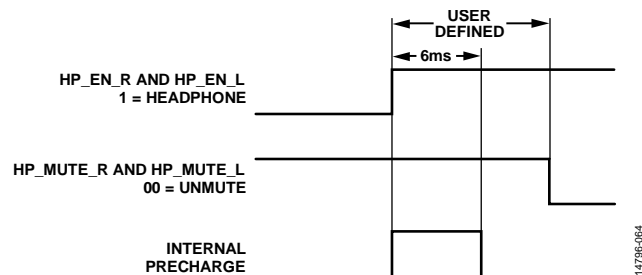 USER
DEFINED
6ms
HP_EN_R AND HP_EN_L
1 = HEADPHONE
HP_MUTE_R AND HP_MUTE_L
00 = UNMUTE
INTERNAL
PRECHARGE
14796-064